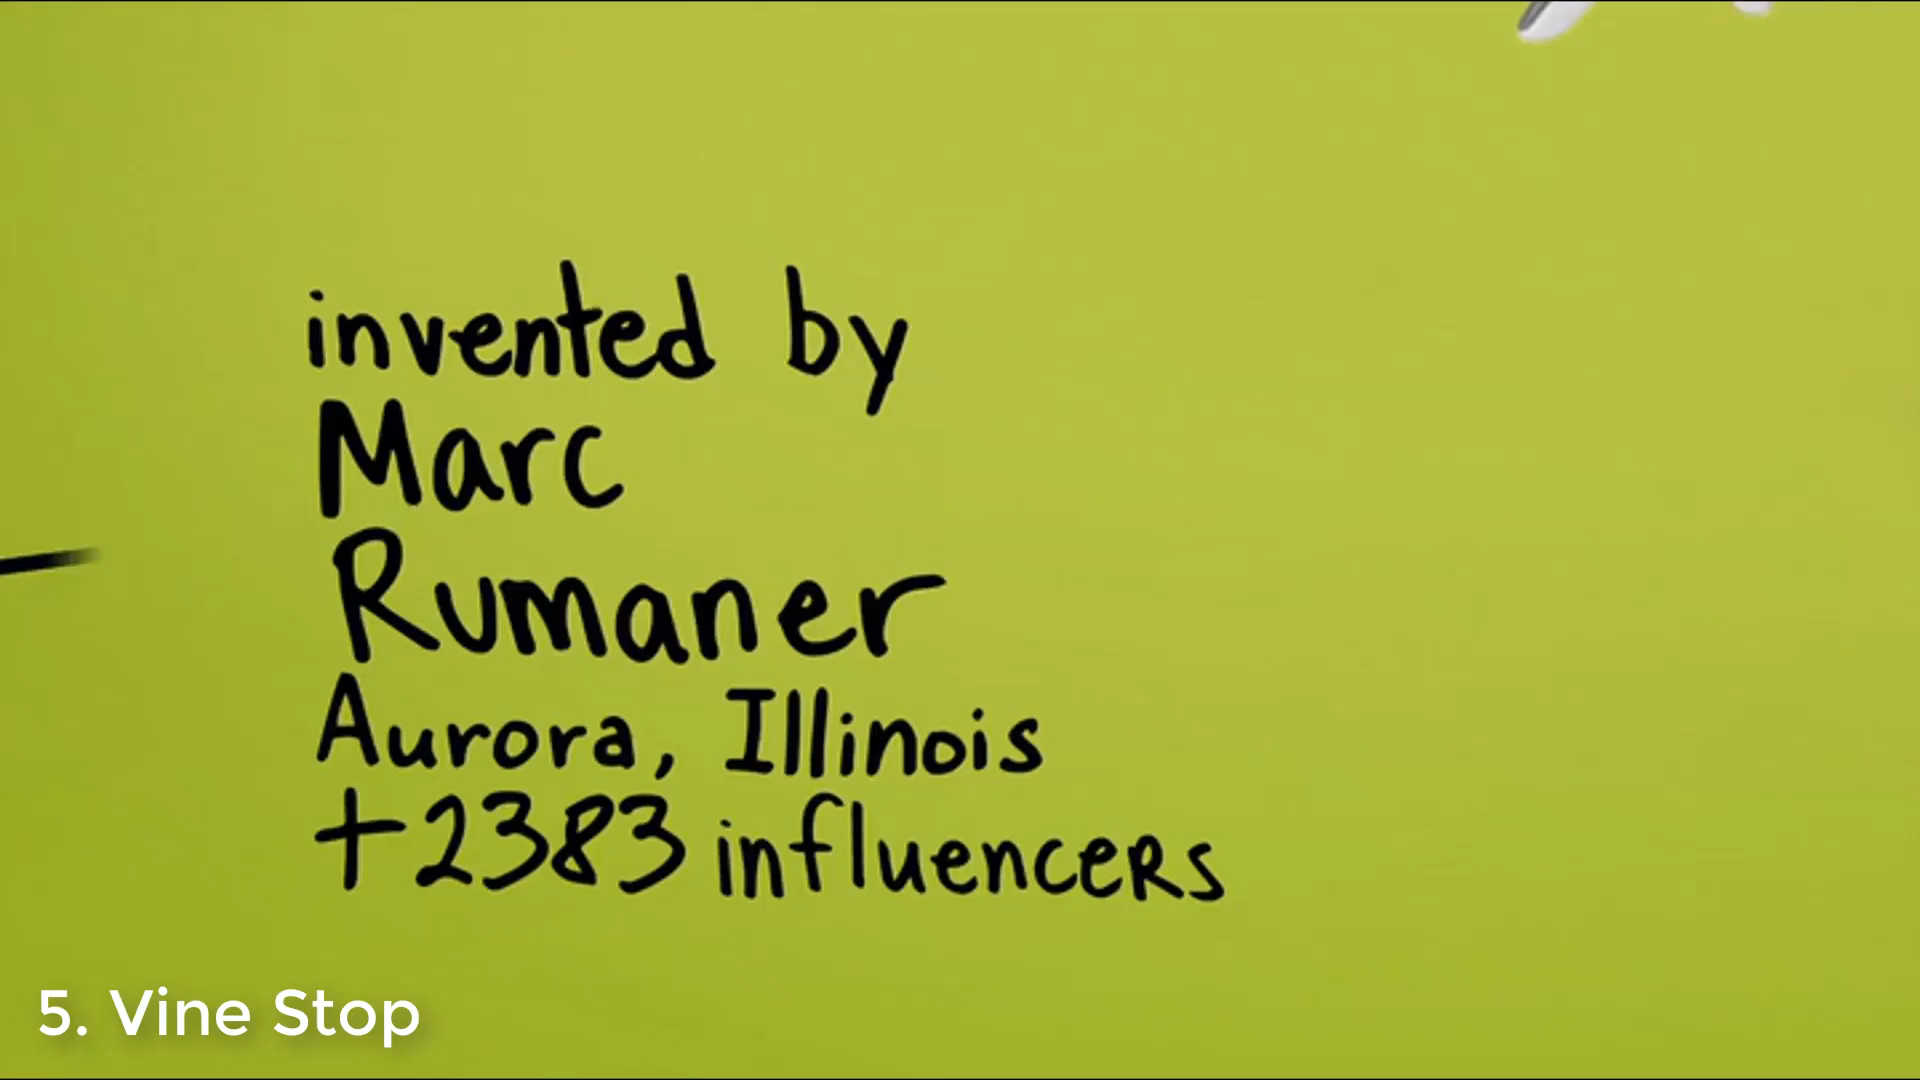 invented by
Marc
Rumaner
Aurora, Illinois
+2383 influencers
5. Vine Stop